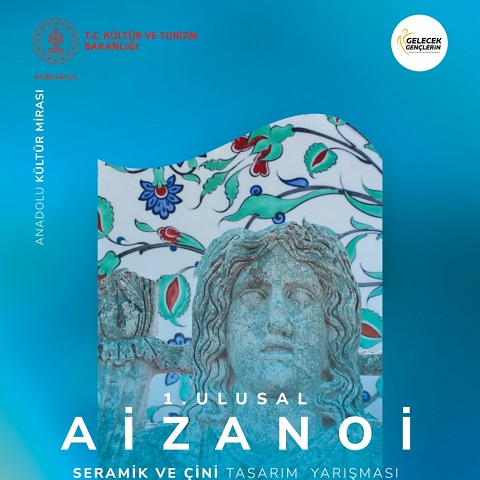 T.C. KÜLTÜR VE TURİZM
BAKANLIĞI
GELECEK
GENÇLERİN
ANADOLU KÜLTÜR MİRASI
1. ULUSAL
AİZANOİ
SERAMİK VE ÇİNİ TASARIM YARIŞMASI